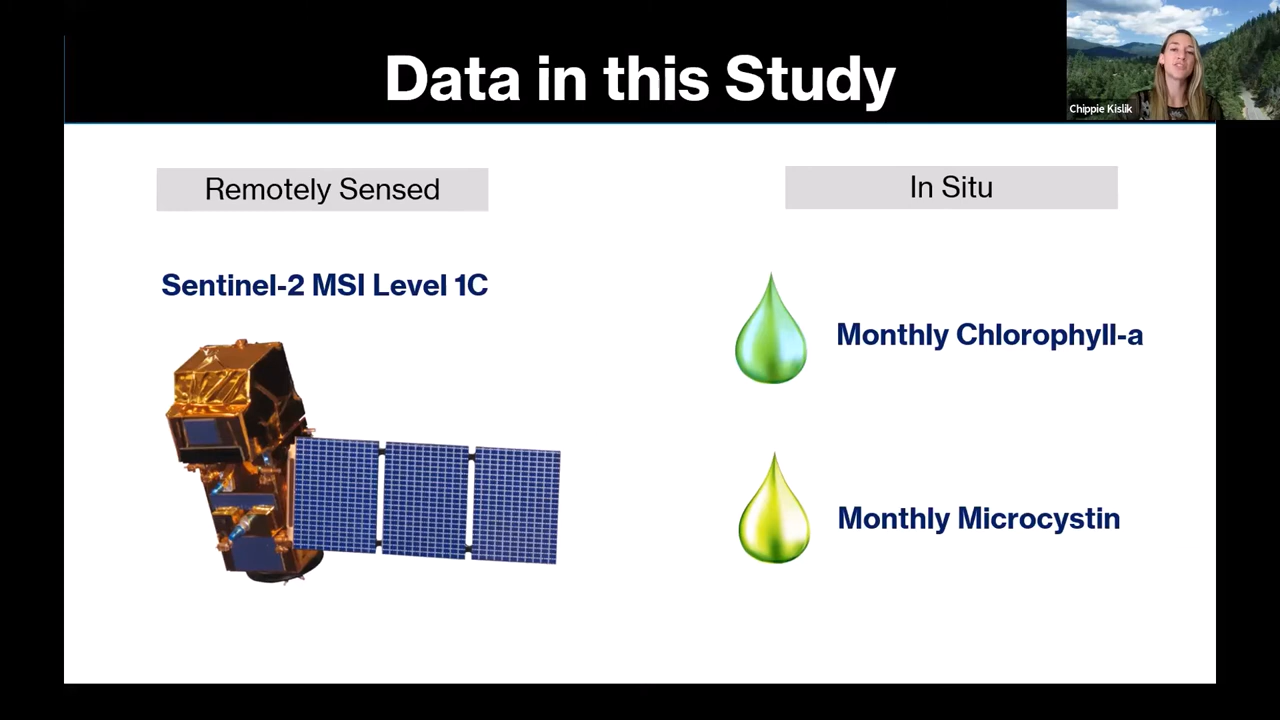 Data in this Study
Chippie Kislik
Remotely Sensed
In Situ
Sentinel-2 MSI Level 1C
Monthly Chlorophyll-a
Monthly Microcystin